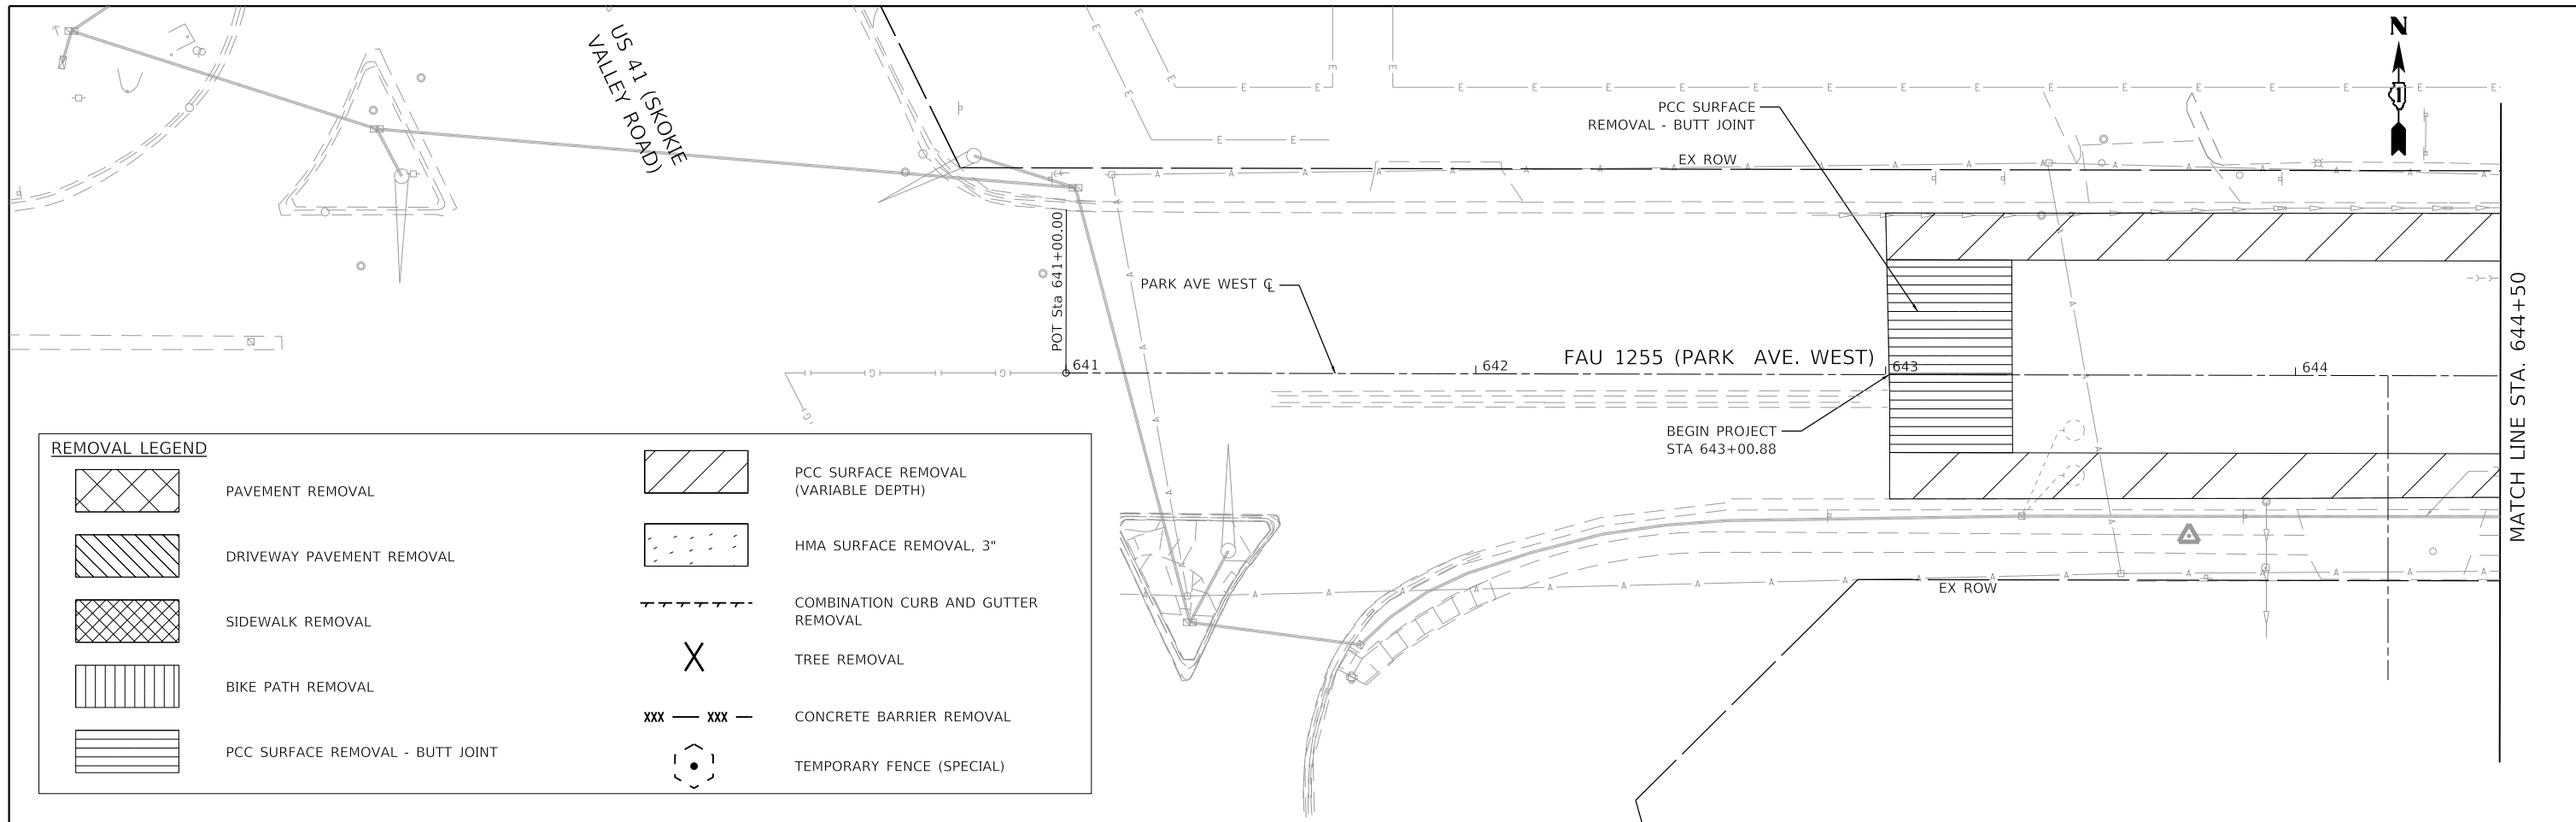 US 41 (SKOKIE
VALLEY ROAD)
N
1
PCC SURFACE
REMOVAL - BUTT JOINT
EX ROW
POT Sta 641+00.00
PARK AVE WEST ℄
641
642
FAU 1255 (PARK AVE. WEST)
643
644
MATCH LINE STA. 644+50
BEGIN PROJECT
STA 643+00.88
EX ROW
REMOVAL LEGEND
PAVEMENT REMOVAL
DRIVEWAY PAVEMENT REMOVAL
SIDEWALK REMOVAL
BIKE PATH REMOVAL
PCC SURFACE REMOVAL - BUTT JOINT
PCC SURFACE REMOVAL
(VARIABLE DEPTH)
HMA SURFACE REMOVAL, 3"
COMBINATION CURB AND GUTTER
REMOVAL
TREE REMOVAL
XXX XXX CONCRETE BARRIER REMOVAL
TEMPORARY FENCE (SPECIAL)